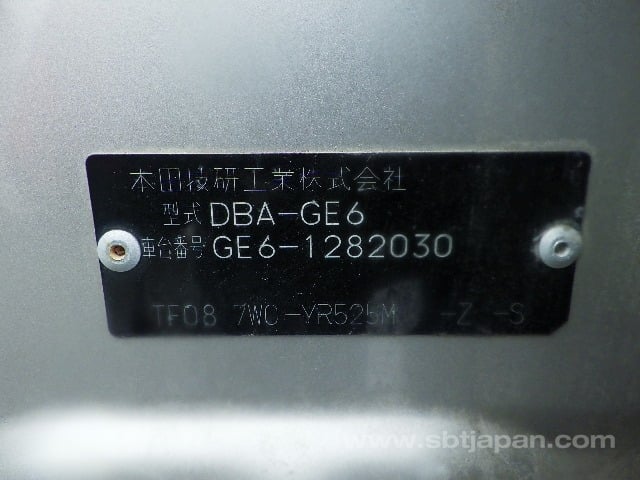 本田技研工業株式会社
型式 DBA-GE6
車台番号 GE6-1282030
TF08 7W0-YR525M -Z -S
www.sbtjapan.com